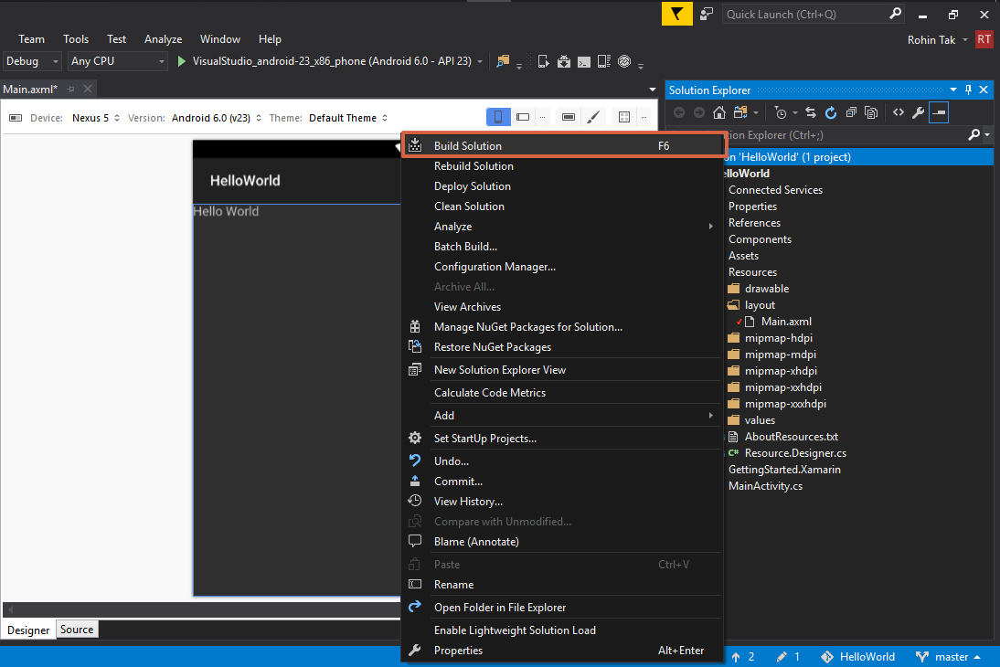 Quick Launch (Ctrl+Q)
Team Tools Test Analyze Window Help
Rohin Tak RT
Debug Any CPU VisualStudio_android-23_x86_phone (Android 6.0 - API 23)
Main.axml*
Solution Explorer
Device: Nexus 5 Version: Android 6.0 (v23) Theme: Default Theme
HelloWorld
Hello World
Build Solution F6
Rebuild Solution
Deploy Solution
Clean Solution
Analyze
Batch Build...
Configuration Manager...
Archive All...
View Archives
Manage NuGet Packages for Solution...
Restore NuGet Packages
New Solution Explorer View
Calculate Code Metrics
Add
Set StartUp Projects...
Undo...
Commit...
View History...
Compare with Unmodified...
Blame (Annotate)
Paste Ctrl+V
Rename
Open Folder in File Explorer
Enable Lightweight Solution Load
Properties Alt+Enter
ion Explorer (Ctrl+;)
on 'HelloWorld' (1 project)
elloWorld
Connected Services
Properties
References
Components
Assets
Resources
drawable
layout
Main.axml
mipmap-hdpi
mipmap-mdpi
mipmap-xhdpi
mipmap-xxhdpi
mipmap-xxxhdpi
values
AboutResources.txt
C# Resource.Designer.cs
GettingStarted.Xamarin
MainActivity.cs
Designer Source
2 1 HelloWorld master